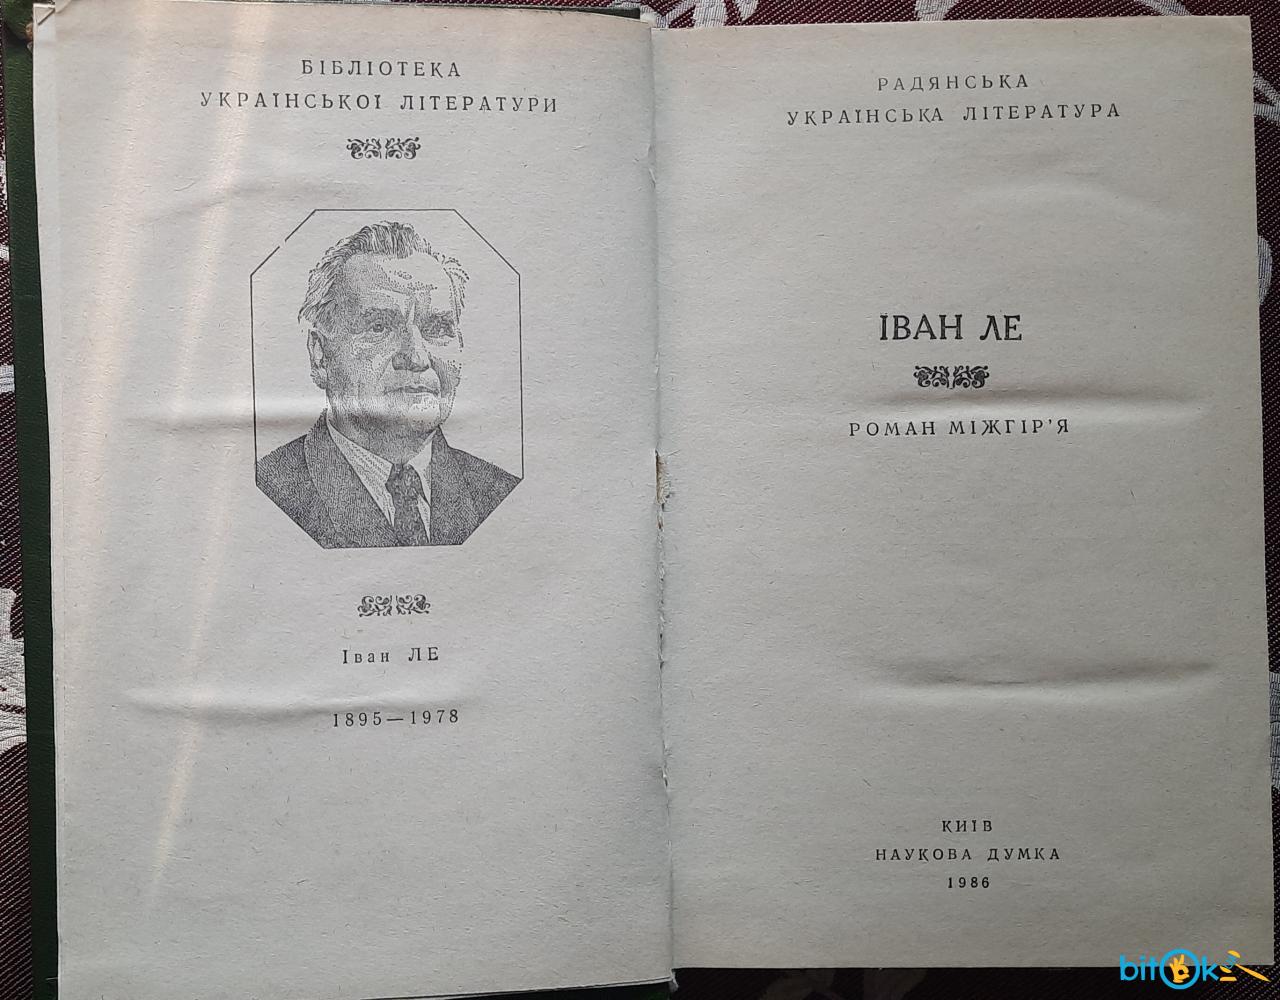 БІБЛІОТЕКА
УКРАЇНСЬКОЇ ЛІТЕРАТУРИ
Іван ЛЕ
1895—1978
РАДЯНСЬКА
УКРАЇНСЬКА ЛІТЕРАТУРА
ІВАН ЛЕ
РОМАН МІЖГІР'Я
КИЇВ
НАУКОВА ДУМКА
1986
bitOk